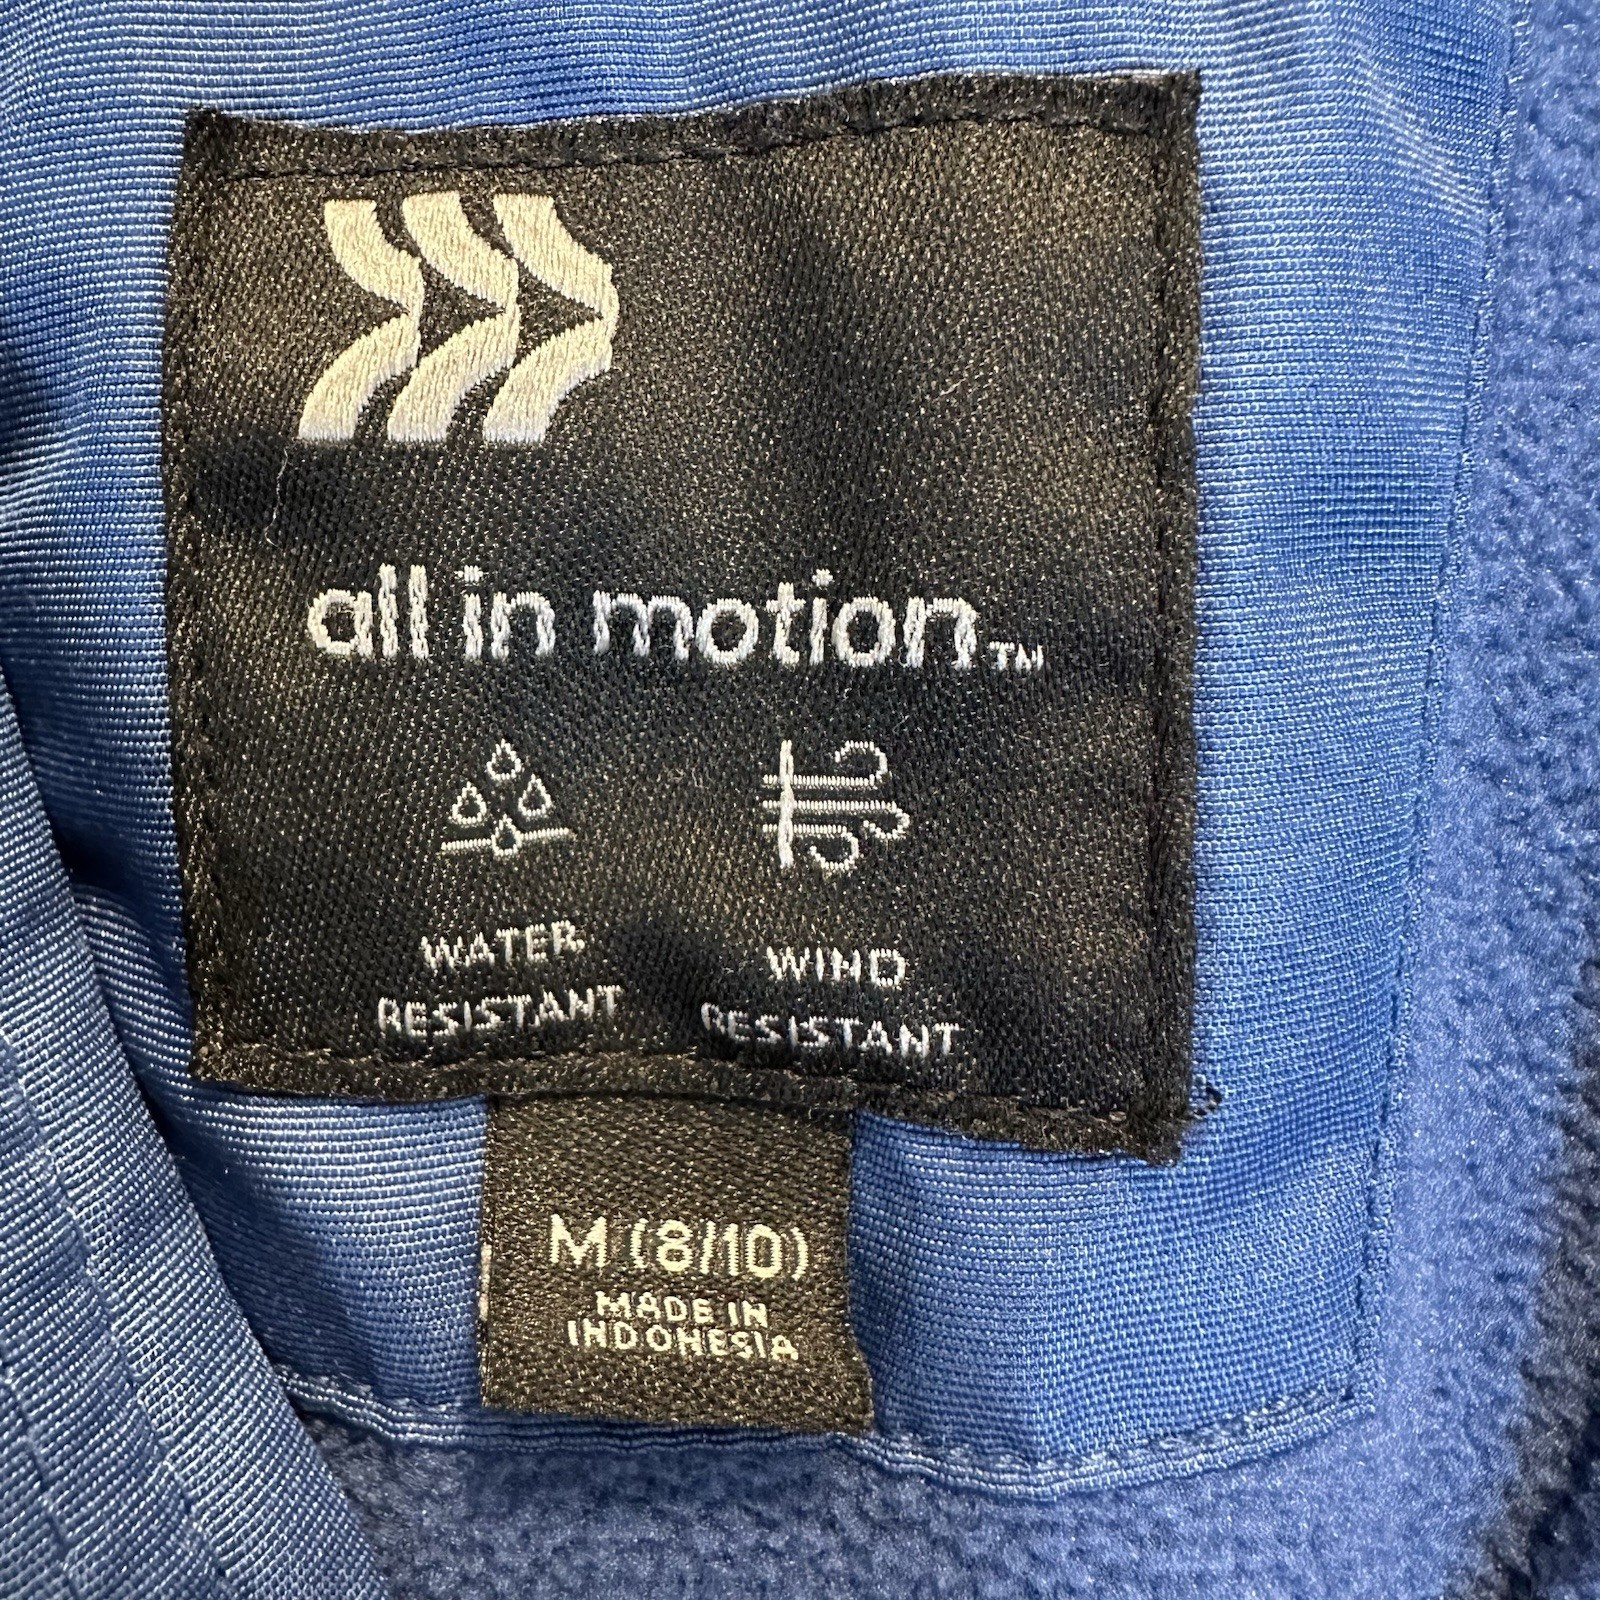 all in motion™
WATER
RESISTANT
WIND
RESISTANT
M (8/10)
MADE IN
INDONESIA